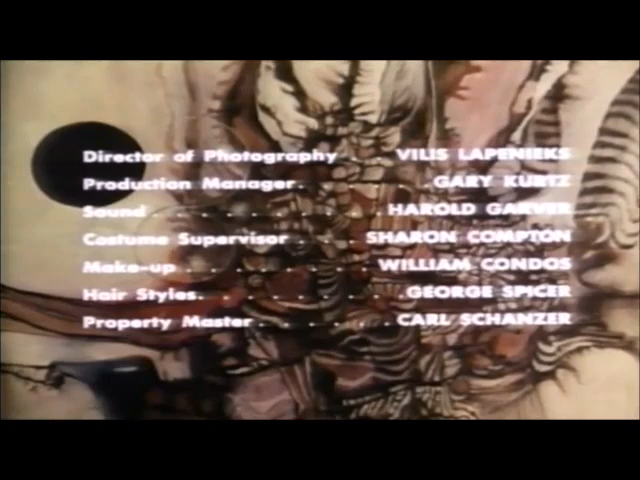 Director of Photography . . . VILIS LAPENIEKS
Production Manager . . . . . . . GARY KURTZ
Sound . . . . . . . . . . . . HAROLD GARVER
Costume Supervisor . . . . SHARON COMPTON
Make-up . . . . . . . . . . WILLIAM CONDOS
Hair Styles . . . . . . . . . . GEORGE SPICER
Property Master . . . . . . . CARL SCHANZER